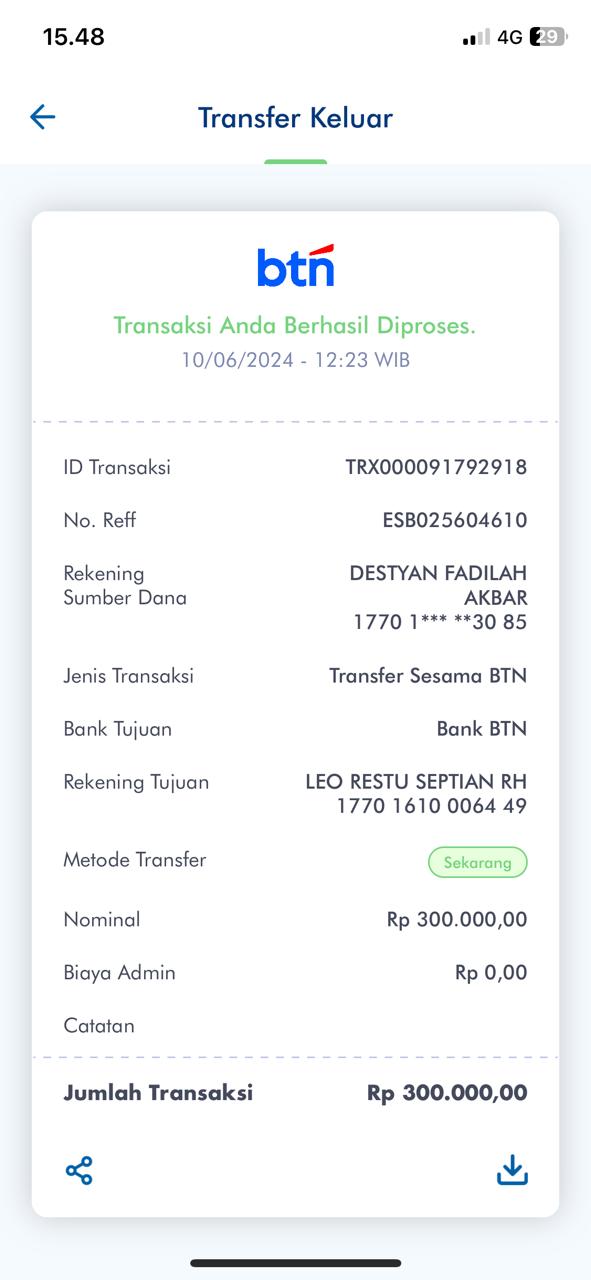 15.48
4G 29
Transfer Keluar
btn
Transaksi Anda Berhasil Diproses.
10/06/2024 - 12:23 WIB
ID Transaksi TRX000091792918
No. Reff ESB025604610
Rekening DESTYAN FADILAH
Sumber Dana AKBAR
1770 1*** **30 85
Jenis Transaksi Transfer Sesama BTN
Bank Tujuan Bank BTN
Rekening Tujuan LEO RESTU SEPTIAN RH
1770 1610 0064 49
Metode Transfer Sekarang
Nominal Rp 300.000,00
Biaya Admin Rp 0,00
Catatan
Jumlah Transaksi Rp 300.000,00